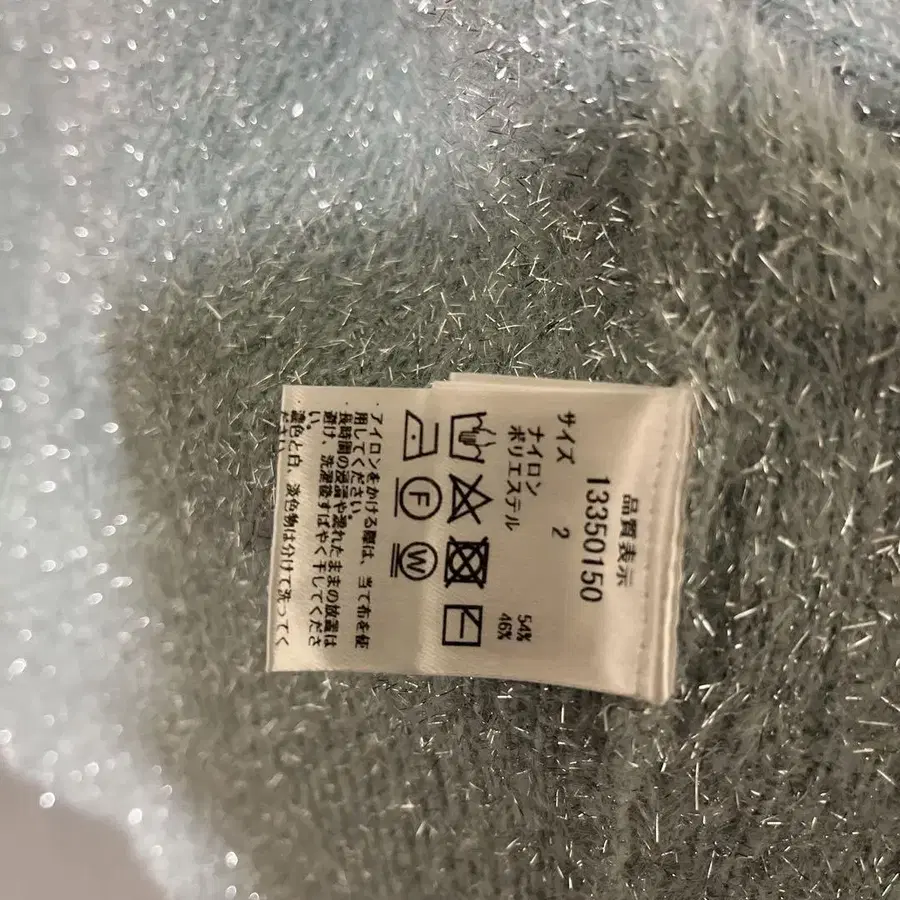 品質表示
13350150
サイズ 2
ナイロン 54%
ポリエステル 46%
F W
・アイロンをかける際は、当て布を使
用してください。
・長時間の浸漬や濡れたままの放置は
避け、洗濯後すばやく干してくださ
い。
濃色と白、淡色物は分けて洗ってく
ださい。